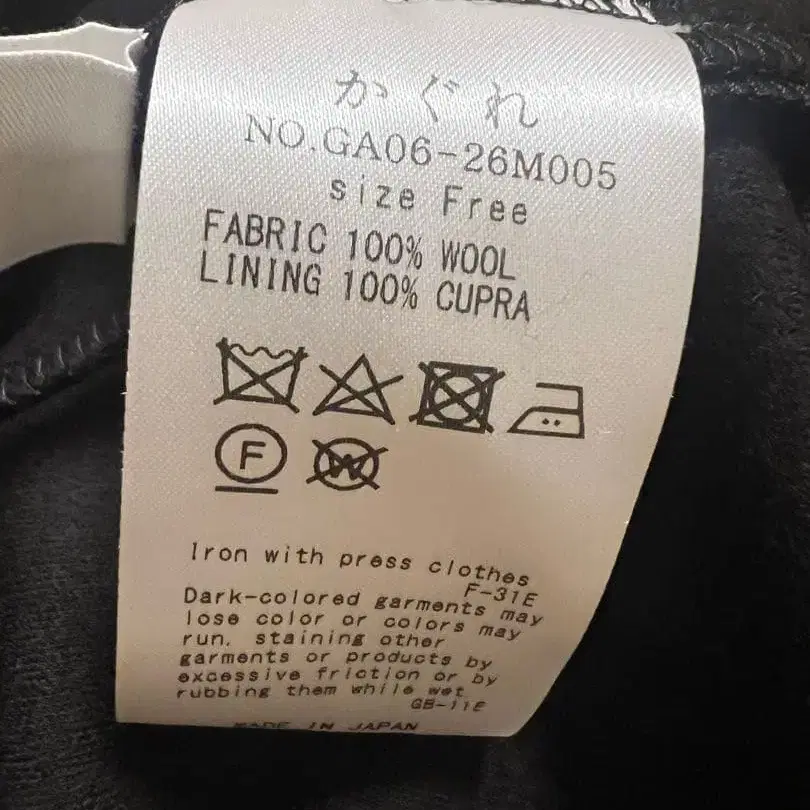 かぐれ
NO.GA06-26M005
size Free
FABRIC 100% WOOL
LINING 100% CUPRA
F W
Iron with press clothes
F-31E
Dark-colored garments may
lose color or colors may
run. staining other
garments or products by
excessive friction or by
rubbing them while wet
GB-11E
MADE IN JAPAN